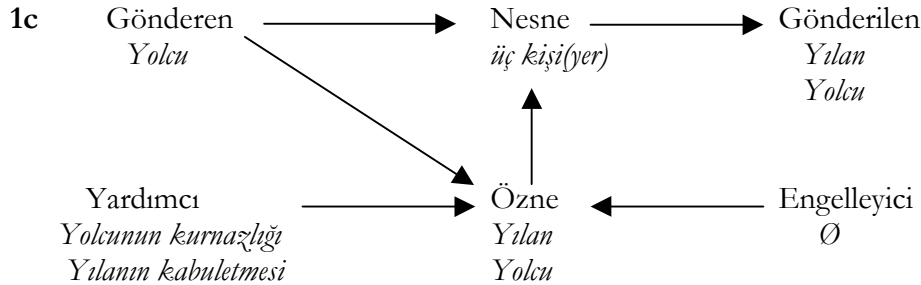 1c Gönderen Nesne Gönderilen
Yolcu üç kişi(yer) Yılan
Yolcu
Yardımcı Özne Engelleyici
Yolcunun kurnazlığı Yılan Ø
Yılanın kabuletmesi Yolcu